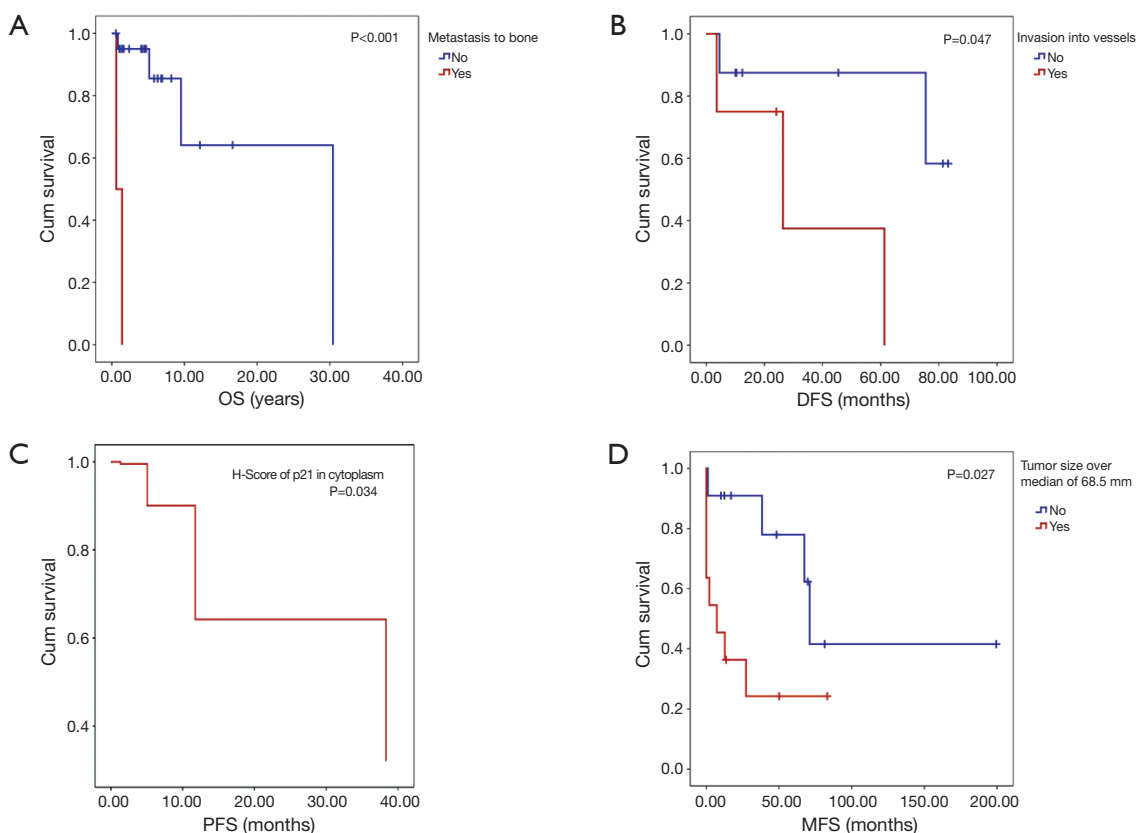 A
P<0.001
Metastasis to bone
No
Yes
Cum survival
1.0
0.8
0.6
0.4
0.2
0.0
0.00 10.00 20.00 30.00 40.00
OS (years)
B
P=0.047
Invasion into vessels
No
Yes
Cum survival
1.0
0.8
0.6
0.4
0.2
0.0
0.00 20.00 40.00 60.00 80.00 100.00
DFS (months)
C
H-Score of p21 in cytoplasm
P=0.034
Cum survival
1.0
0.8
0.6
0.4
0.00 10.00 20.00 30.00 40.00
PFS (months)
D
P=0.027
Tumor size over
median of 68.5 mm
No
Yes
Cum survival
1.0
0.8
0.6
0.4
0.2
0.0
0.00 50.00 100.00 150.00 200.00
MFS (months)